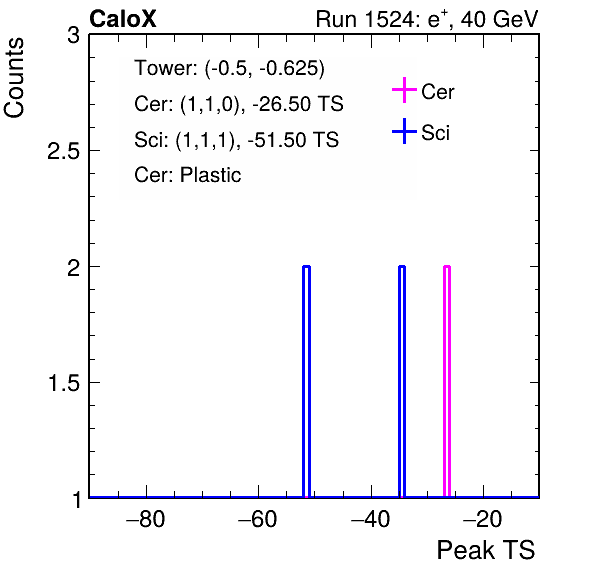 CaloX Run 1524: e+, 40 GeV
Counts
3
2.5
2
1.5
1
Tower: (-0.5, -0.625)
Cer: (1,1,0), -26.50 TS
Sci: (1,1,1), -51.50 TS
Cer: Plastic
Cer
Sci
−80 −60 −40 −20
Peak TS